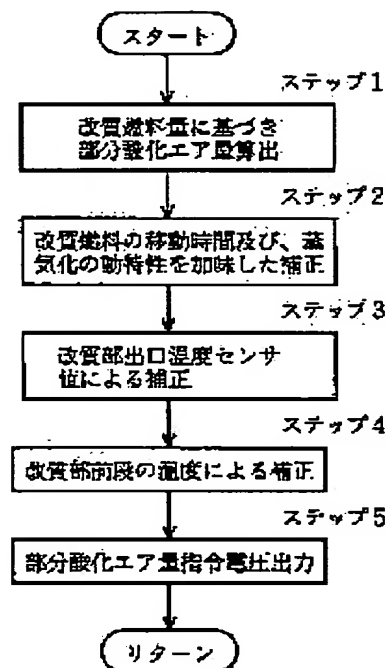 スタート
ステップ1
改質燃料量に基づき
部分酸化エア量算出
ステップ2
改質燃料の移動時間及び、蒸
気化の動特性を加味した補正
ステップ3
改質部出口温度センサ
値による補正
ステップ4
改質部前段の温度による補正
ステップ5
部分酸化エア量指令電圧出力
リターン